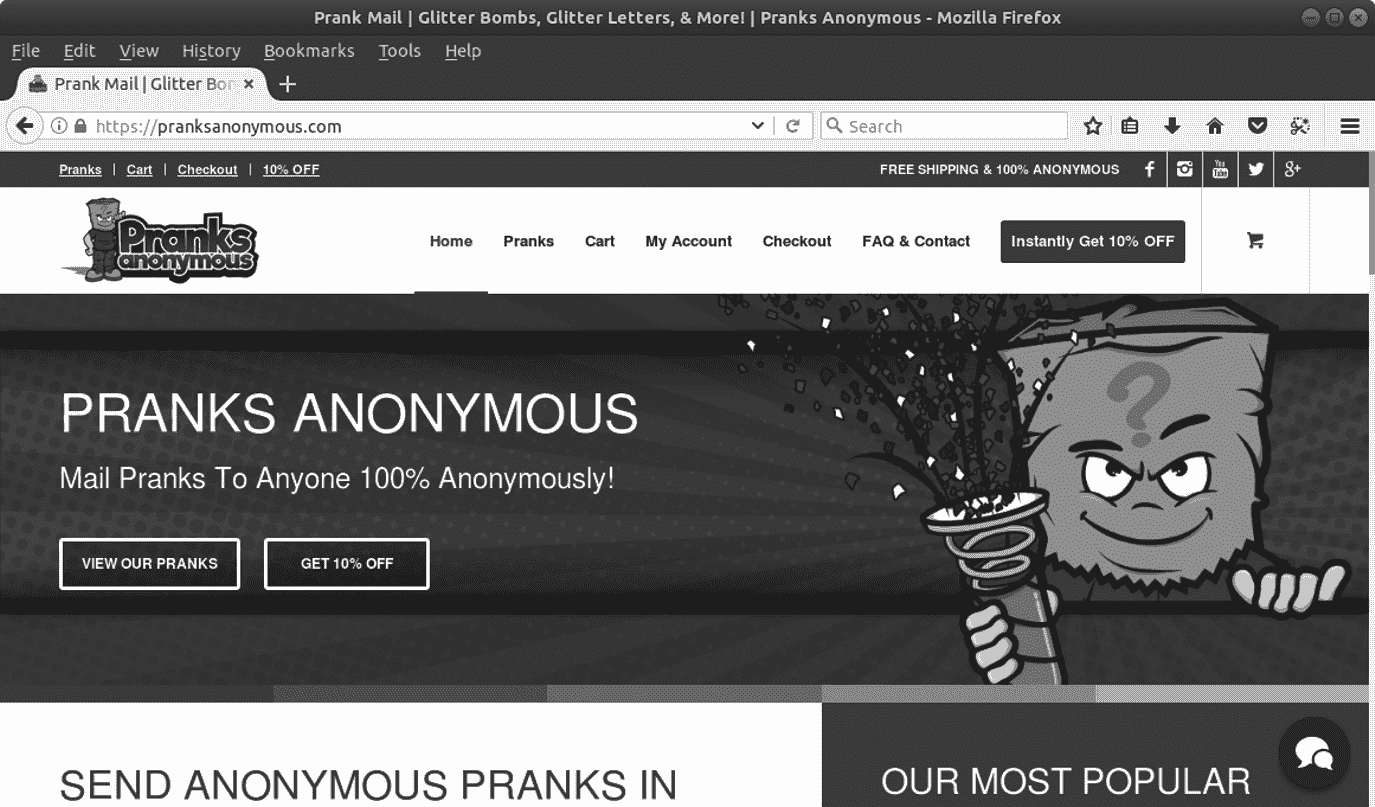 Prank Mail | Glitter Bombs, Glitter Letters, & More! | Pranks Anonymous - Mozilla Firefox
File Edit View History Bookmarks Tools Help
Prank Mail | Glitter Bom
https://pranksanonymous.com Search
Pranks | Cart | Checkout | 10% OFF FREE SHIPPING & 100% ANONYMOUS f You Tube g+
Pranks anonymous
Home Pranks Cart My Account Checkout FAQ & Contact Instantly Get 10% OFF
PRANKS ANONYMOUS
?
Mail Pranks To Anyone 100% Anonymously!
VIEW OUR PRANKS GET 10% OFF
SEND ANONYMOUS PRANKS IN OUR MOST POPULAR